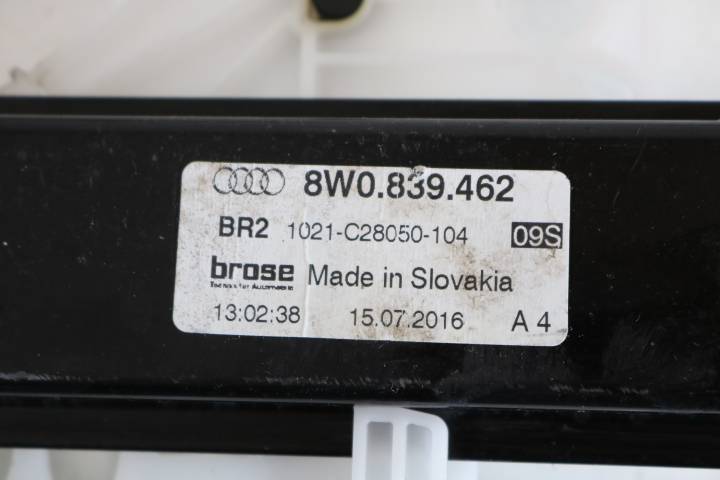 8W0.839.462
BR2 1021-C28050-104 09S
brose Made in Slovakia
13:02:38 15.07.2016 A 4